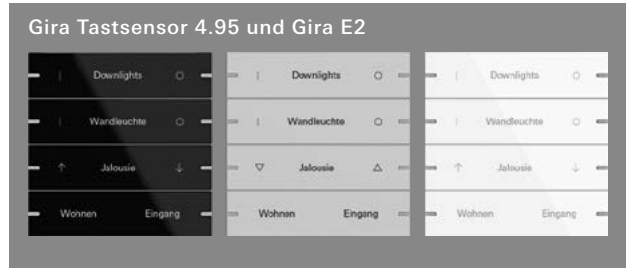 Gira Tastsensor 4.95 und Gira E2
| Downlights ○
| Wandleuchte ○
↑ Jalousie ↓
Wohnen Eingang
| Downlights ○
| Wandleuchte ○
▽ Jalousie △
Wohnen Eingang
| Downlights ○
| Wandleuchte ○
↑ Jalousie ↓
Wohnen Eingang